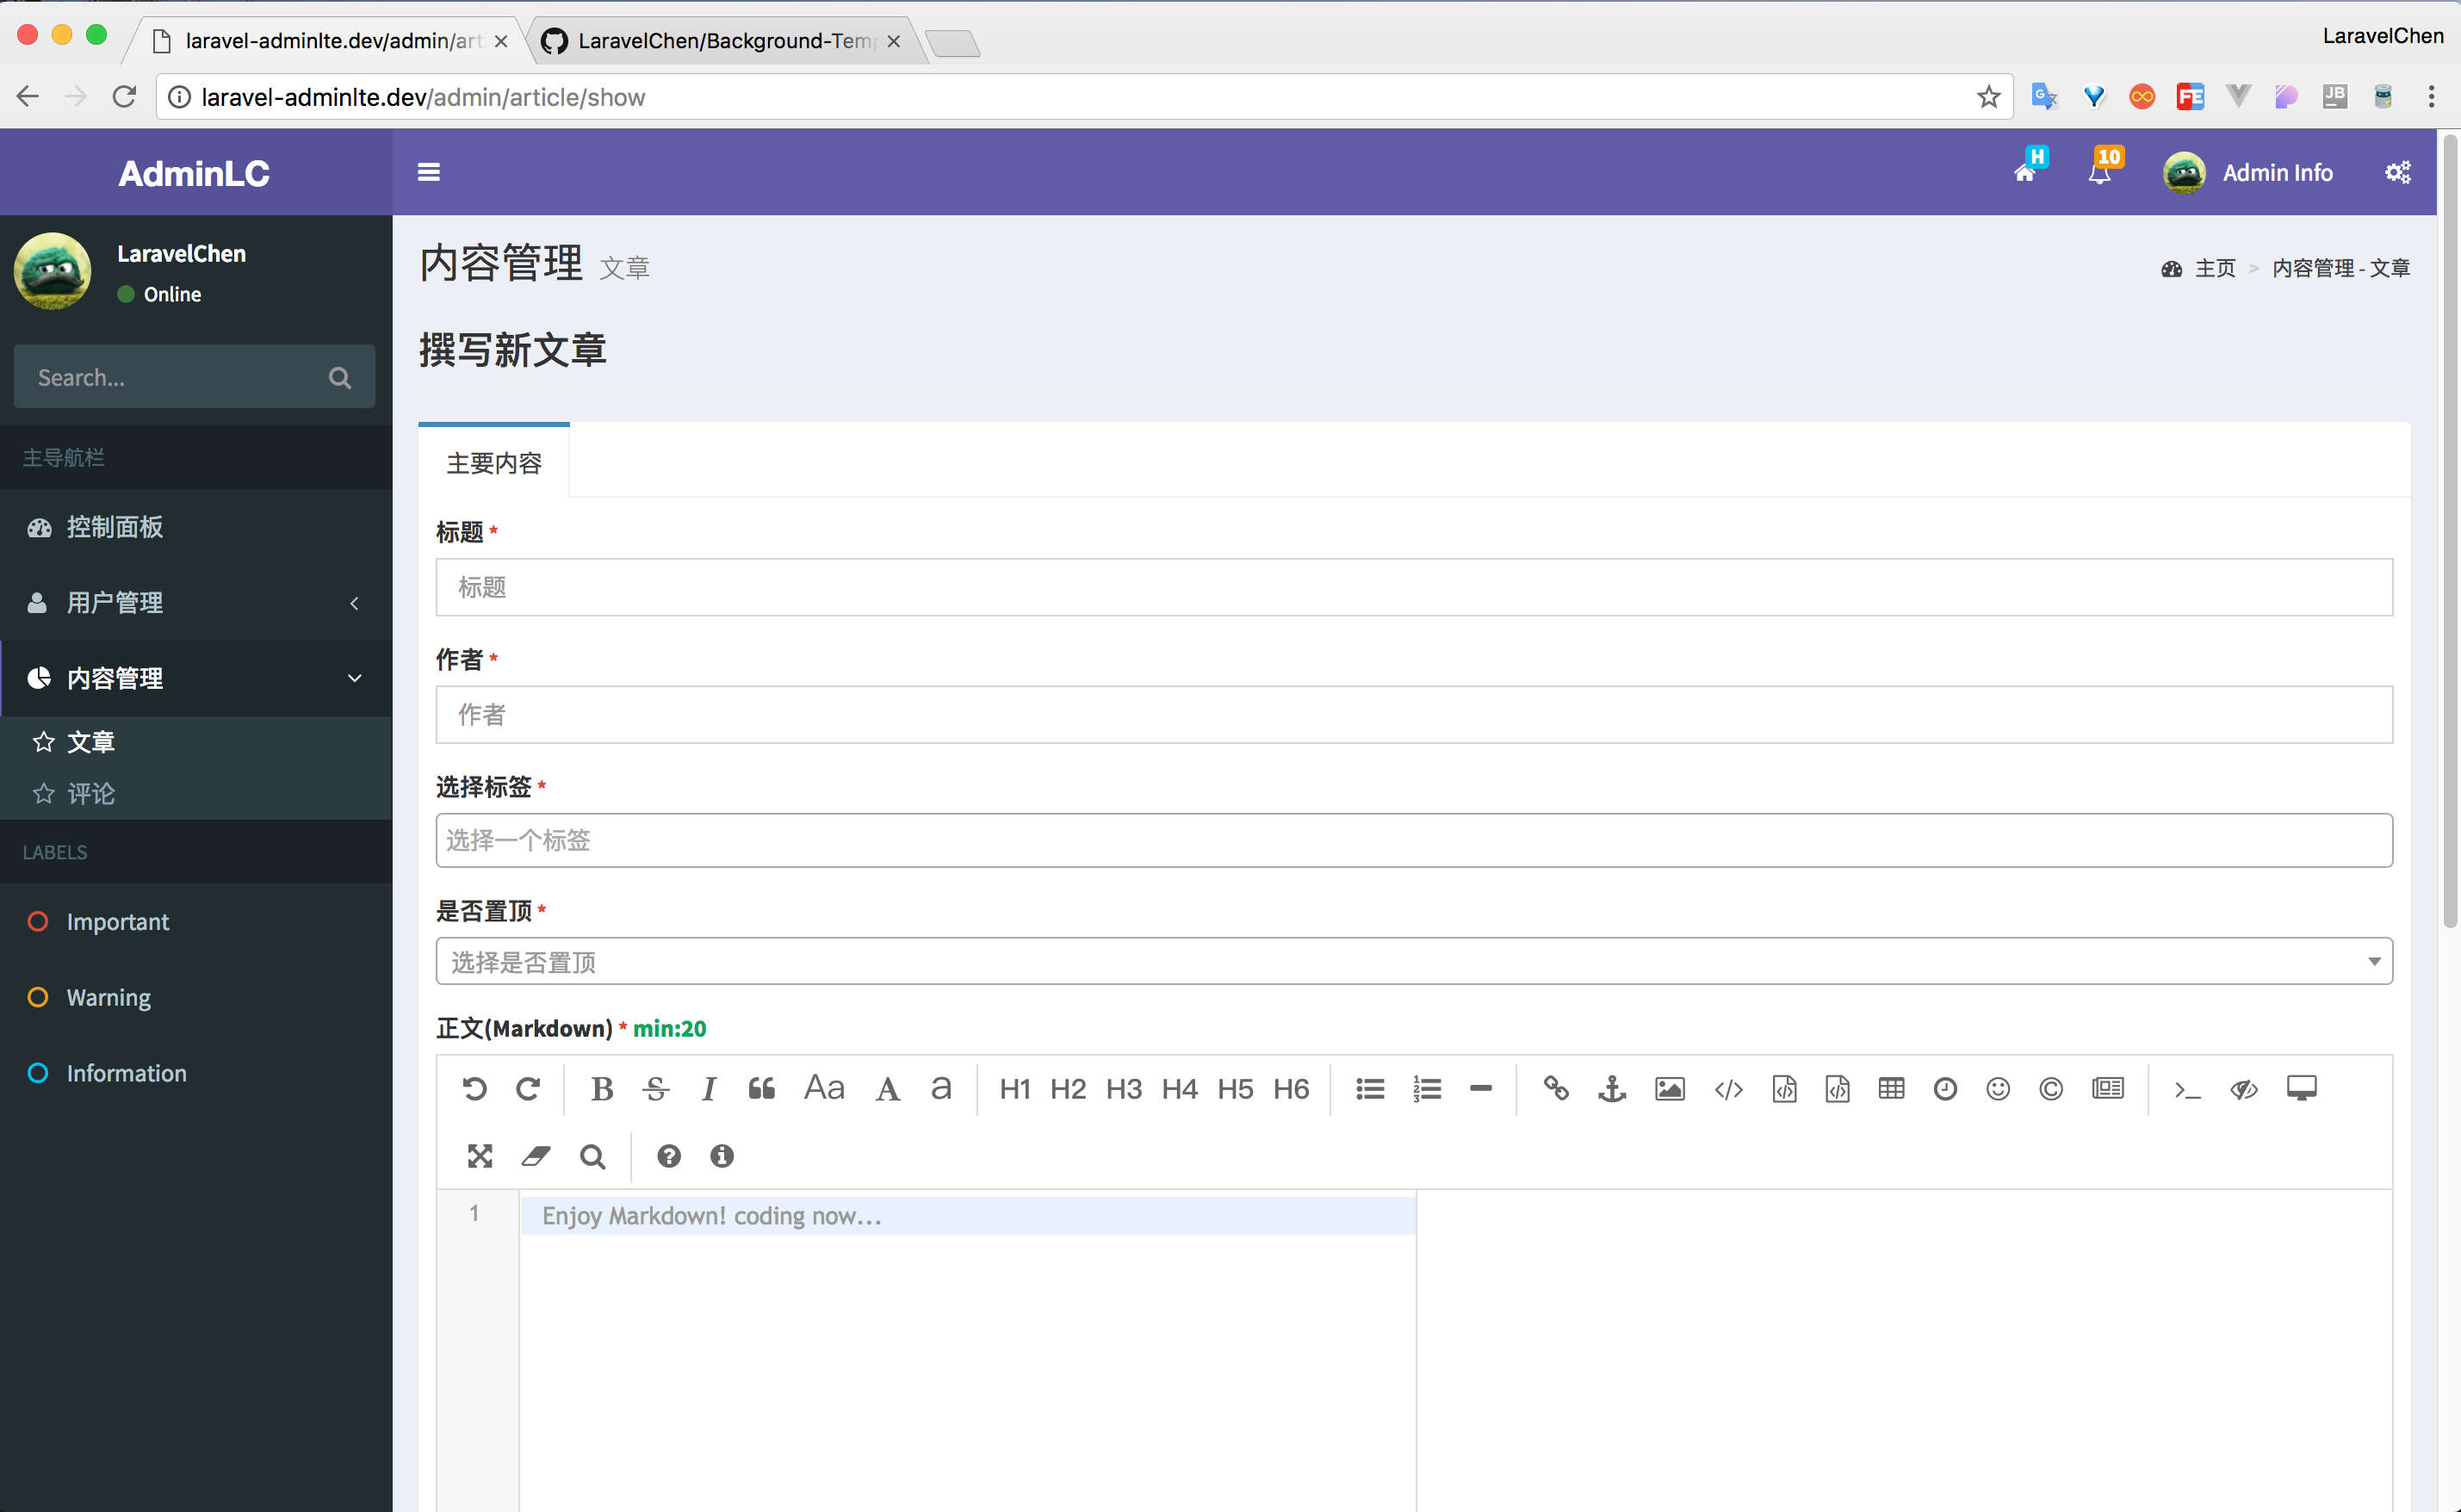 laravel-adminlte.dev/admin/art
LaravelChen/Background-Temp
LaravelChen
laravel-adminlte.dev/admin/article/show
AdminLC
H
10
Admin Info
LaravelChen
Online
Search...
主导航栏
控制面板
用户管理
内容管理
文章
评论
LABELS
Important
Warning
Information
内容管理 文章
主页 > 内容管理 - 文章
撰写新文章
主要内容
标题 *
标题
作者 *
作者
选择标签 *
选择一个标签
是否置顶 *
选择是否置顶
正文(Markdown) * min:20
B S I Aa A a H1 H2 H3 H4 H5 H6
1
Enjoy Markdown! coding now...